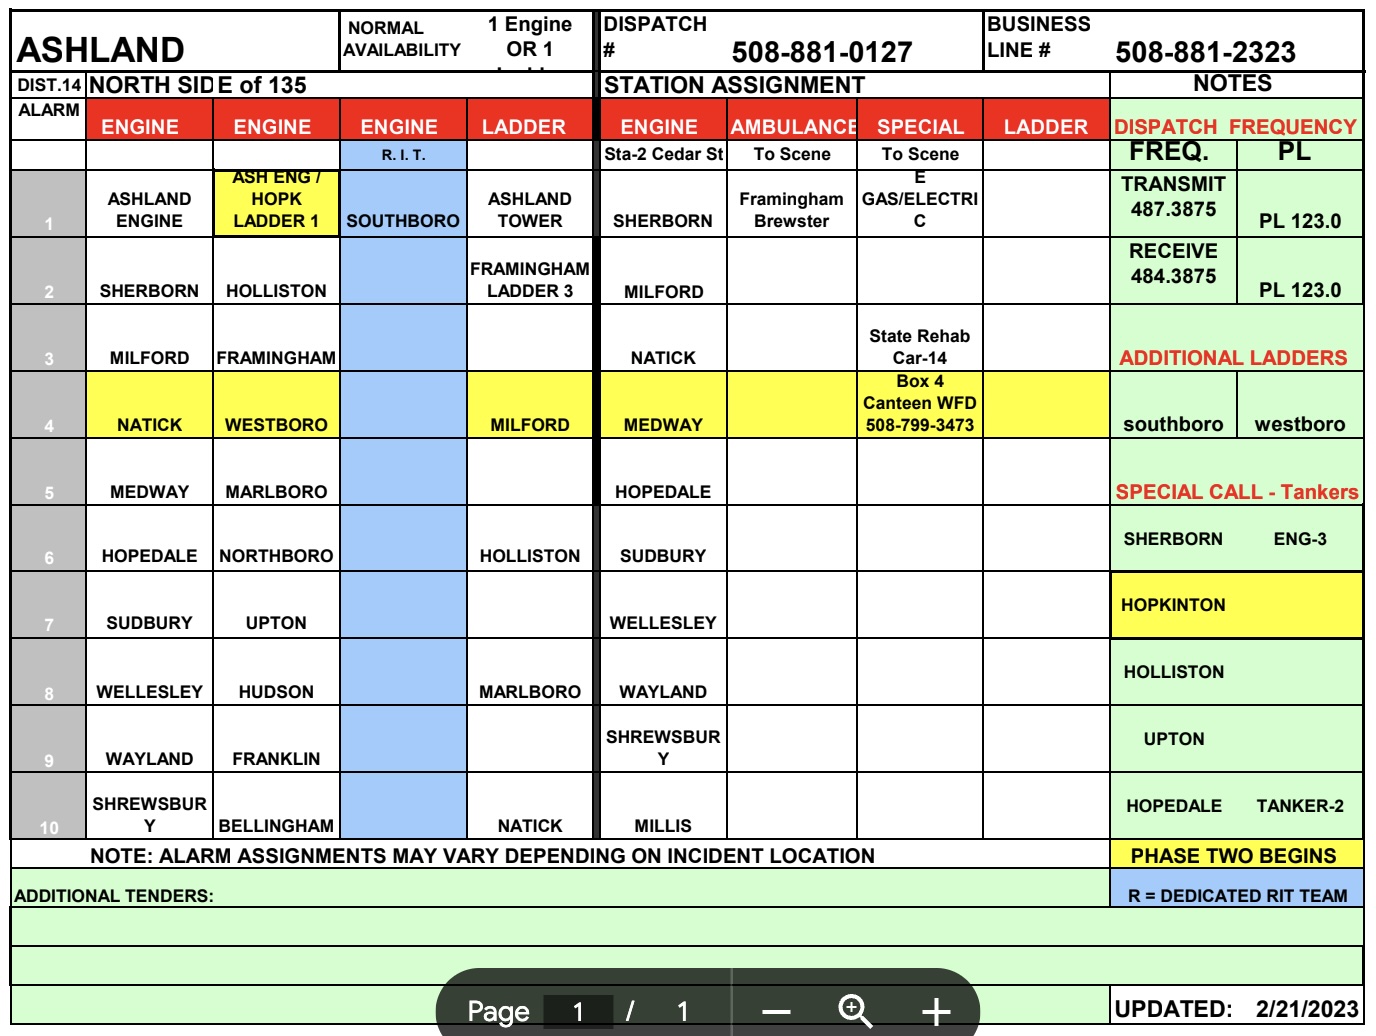 ASHLAND NORMAL AVAILABILITY 1 Engine OR 1 DISPATCH # 508-881-0127 BUSINESS LINE # 508-881-2323
DIST.14 NORTH SIDE of 135 STATION ASSIGNMENT NOTES
ALARM ENGINE ENGINE ENGINE LADDER ENGINE AMBULANCE SPECIAL LADDER DISPATCH FREQUENCY
R. I. T. Sta-2 Cedar St To Scene To Scene FREQ. PL
1 ASHLAND ENGINE ASH ENG / HOPK LADDER 1 SOUTHBORO ASHLAND TOWER SHERBORN Framingham Brewster E GAS/ELECTRIC TRANSMIT 487.3875 PL 123.0
2 SHERBORN HOLLISTON FRAMINGHAM LADDER 3 MILFORD RECEIVE 484.3875 PL 123.0
3 MILFORD FRAMINGHAM NATICK State Rehab Car-14 ADDITIONAL LADDERS
4 NATICK WESTBORO MILFORD MEDWAY Box 4 Canteen WFD 508-799-3473 southboro westboro
5 MEDWAY MARLBORO HOPEDALE SPECIAL CALL - Tankers
6 HOPEDALE NORTHBORO HOLLISTON SUDBURY SHERBORN ENG-3
7 SUDBURY UPTON WELLESLEY HOPKINTON
8 WELLESLEY HUDSON MARLBORO WAYLAND HOLLISTON
9 WAYLAND FRANKLIN SHREWSBURY UPTON
10 SHREWSBURY BELLINGHAM NATICK MILLIS HOPEDALE TANKER-2
NOTE: ALARM ASSIGNMENTS MAY VARY DEPENDING ON INCIDENT LOCATION PHASE TWO BEGINS
ADDITIONAL TENDERS: R = DEDICATED RIT TEAM
UPDATED: 2/21/2023
Page 1 / 1